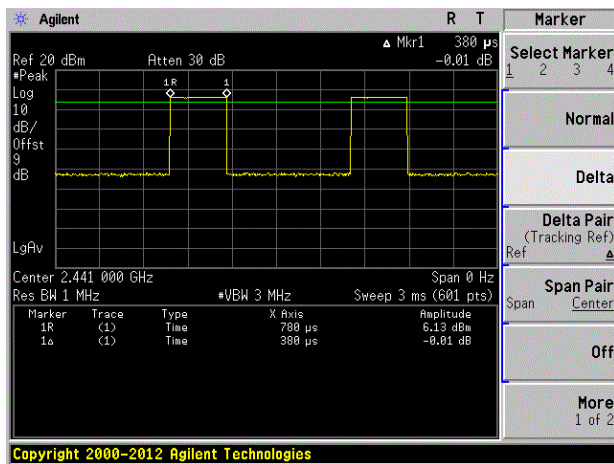 Agilent R T
Δ Mkr1 380 µs
Ref 20 dBm Atten 30 dB -0.01 dB
#Peak
Log
10
dB/
Offst
9
dB
LgAv
1R 1
Center 2.441 000 GHz Span 0 Hz
Res BW 1 MHz #VBW 3 MHz Sweep 3 ms (601 pts)
Marker Trace Type X Axis Amplitude
1R (1) Time 780 µs 6.13 dBm
1Δ (1) Time 380 µs -0.01 dB
Copyright 2000-2012 Agilent Technologies
Marker
Select Marker
1 2 3 4
Normal
Delta
Delta Pair
(Tracking Ref)
Ref Δ
Span Pair
Span Center
Off
More
1 of 2